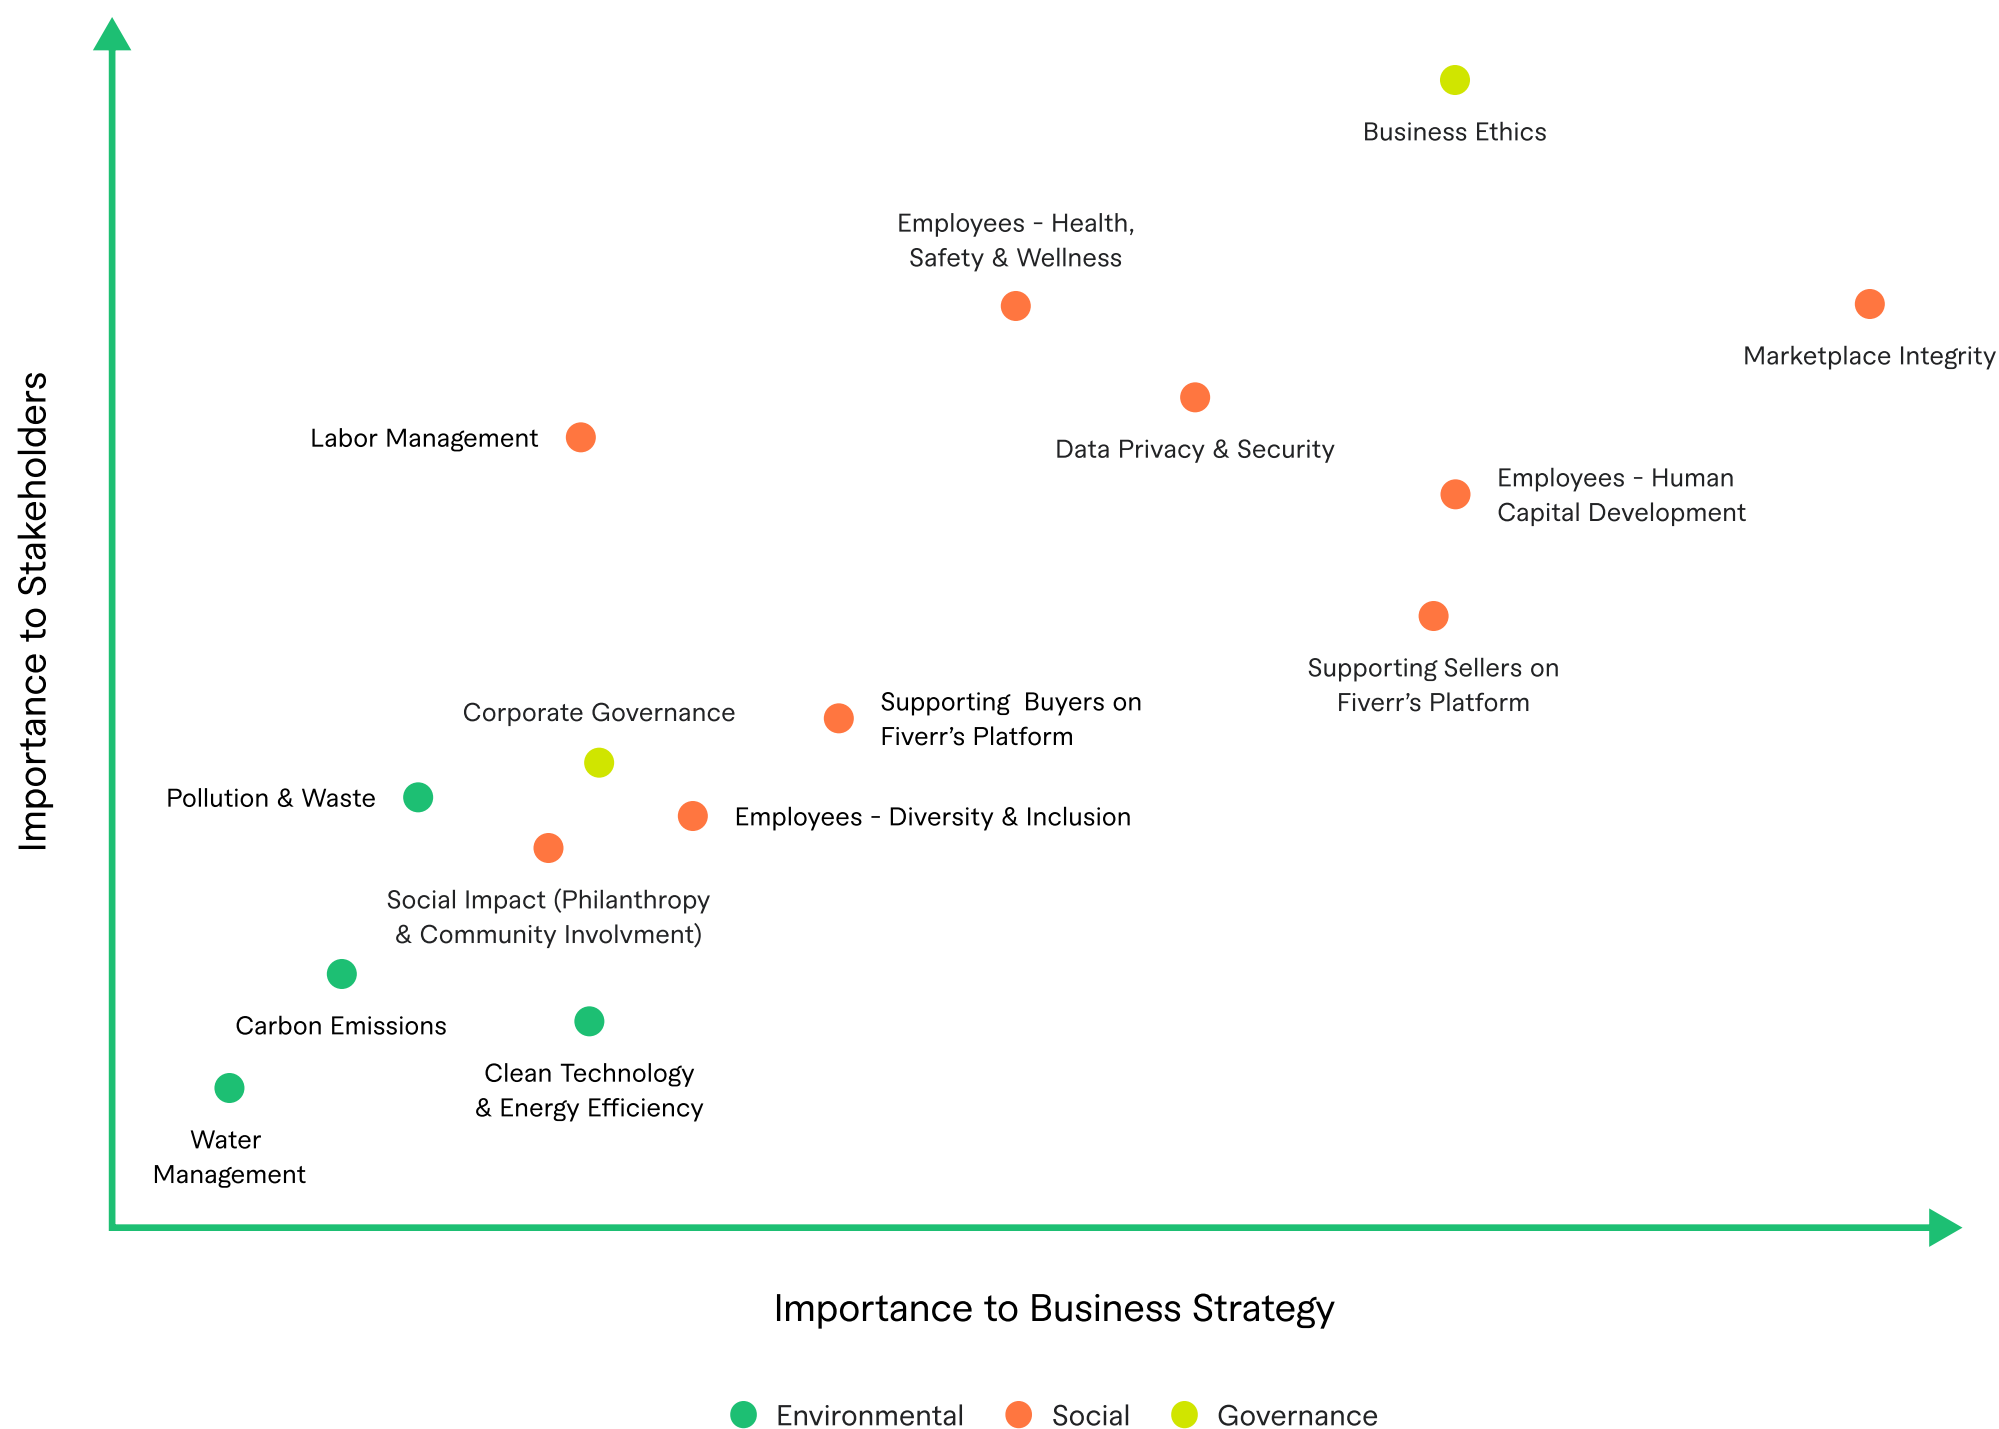 Business Ethics
Employees - Health,
Safety & Wellness
Marketplace Integrity
Labor Management
Data Privacy & Security
Employees - Human
Capital Development
Supporting Sellers on
Fiverr’s Platform
Supporting  Buyers on
Fiverr’s Platform
Corporate Governance
Pollution & Waste
Employees - Diversity & Inclusion
Social Impact (Philanthropy
& Community Involvment)
Carbon Emissions
Clean Technology
& Energy Efficiency
Water
Management
Importance to Stakeholders
Importance to Business Strategy
Environmental
Social
Governance